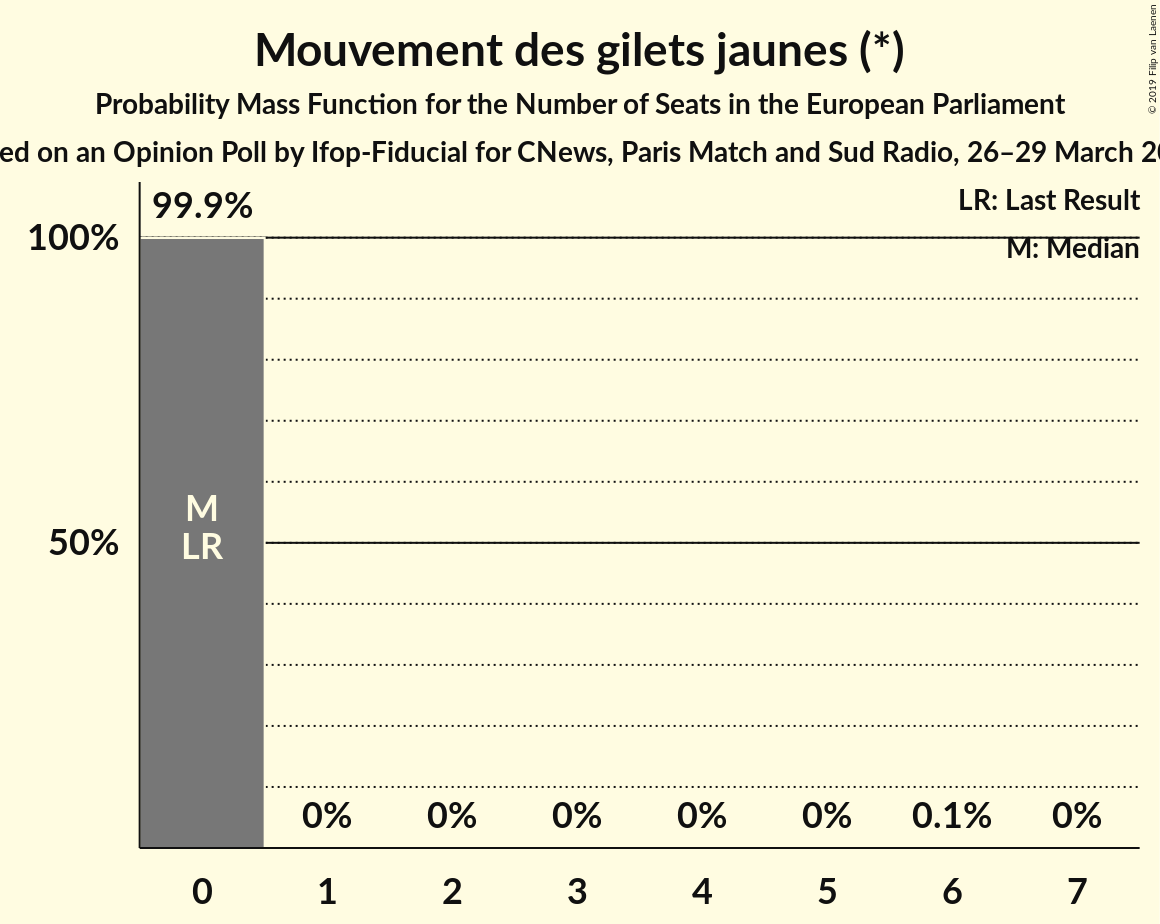 Mouvement des gilets jaunes (*)
Probability Mass Function for the Number of Seats in the European Parliament
ed on an Opinion Poll by Ifop-Fiducial for CNews, Paris Match and Sud Radio, 26–29 March 20
© 2019 Filip van Laenen
LR: Last Result
M: Median
99.9%
100%
50%
M
LR
0% 0% 0% 0% 0% 0.1% 0%
0 1 2 3 4 5 6 7